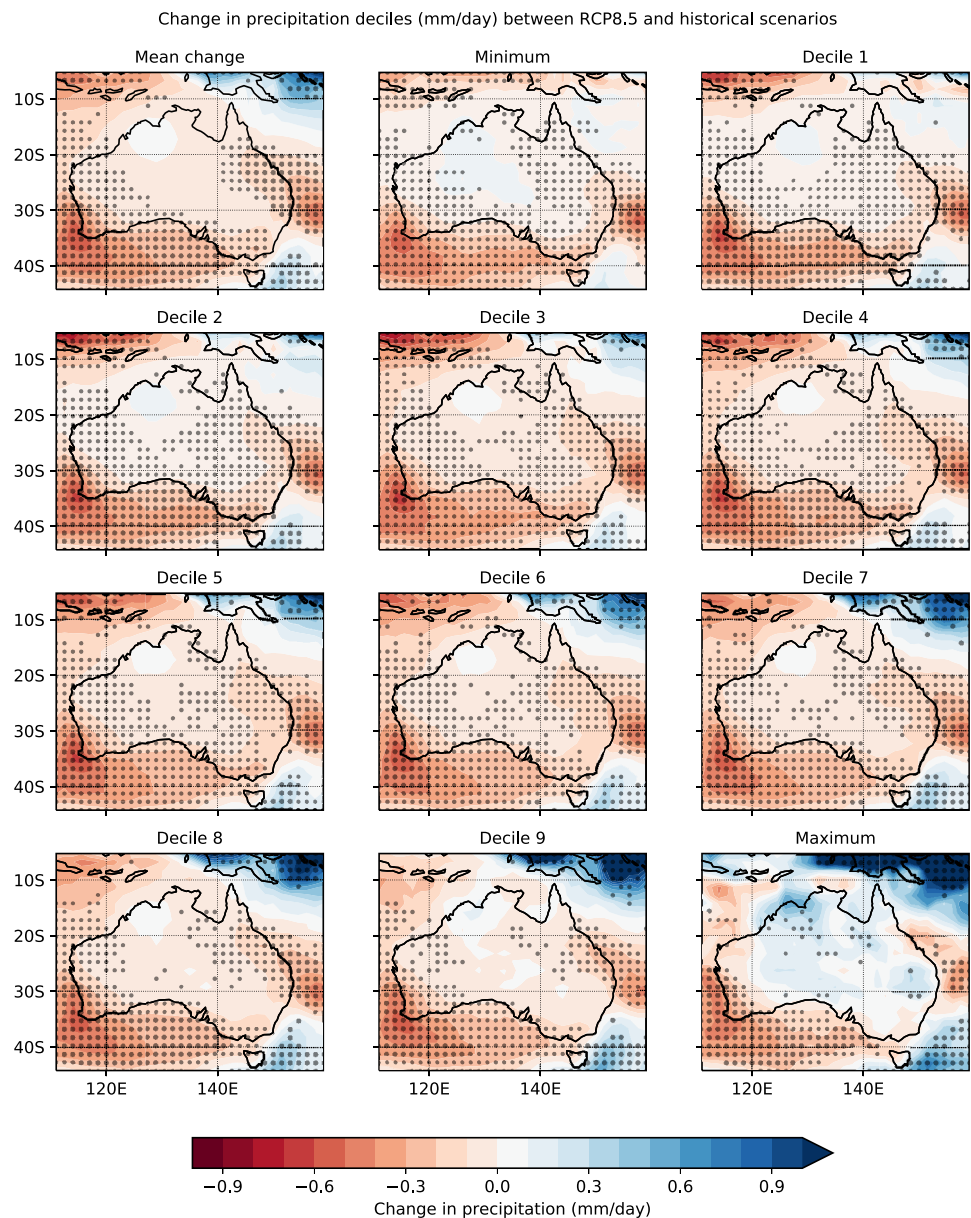 Change in precipitation deciles (mm/day) between RCP8.5 and historical scenarios
Mean change
Minimum
Decile 1
10S
20S
30S
40S
Decile 2
Decile 3
Decile 4
10S
20S
30S
40S
Decile 5
Decile 6
Decile 7
10S
20S
30S
40S
Decile 8
Decile 9
Maximum
10S
20S
30S
40S
120E 140E 120E 140E 120E 140E
−0.9 −0.6 −0.3 0.0 0.3 0.6 0.9
Change in precipitation (mm/day)